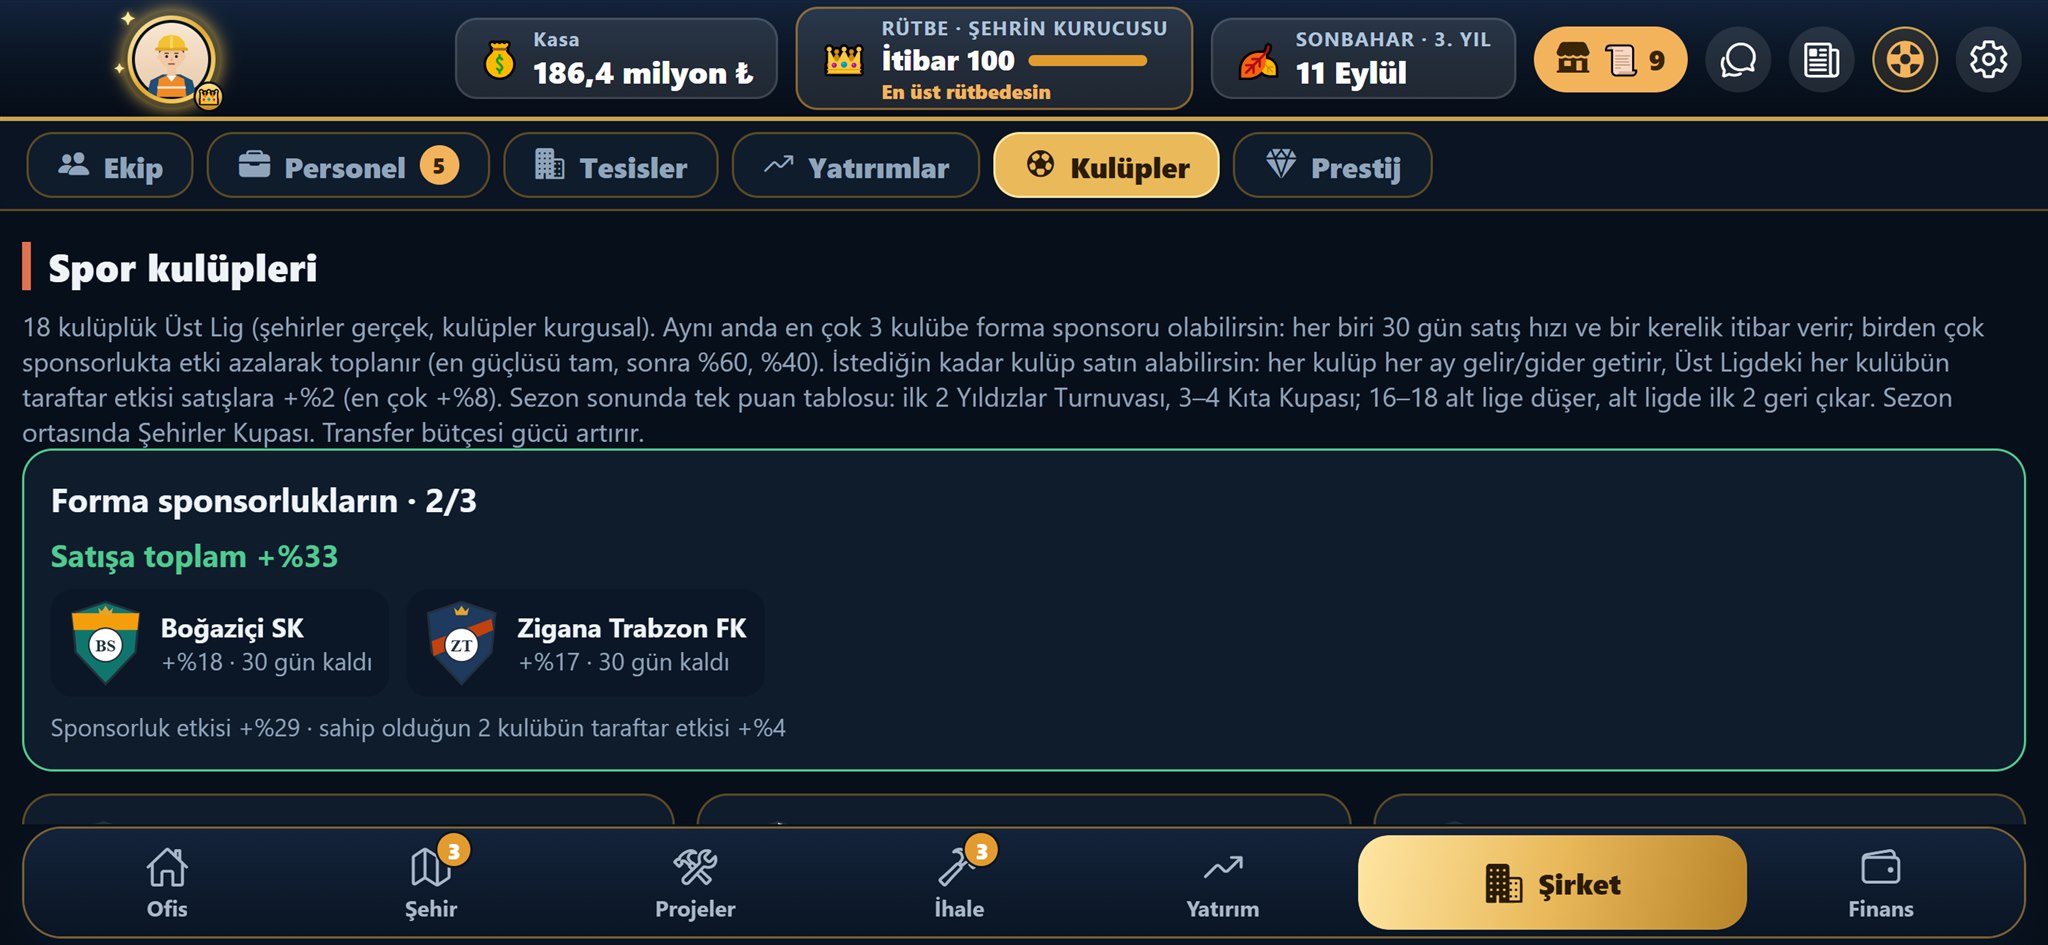 Kasa
186,4 milyon ₺
RÜTBE · ŞEHRİN KURUCUSU
İtibar 100
En üst rütbedesin
SONBAHAR · 3. YIL
11 Eylül
9
Ekip
Personel 5
Tesisler
Yatırımlar
Kulüpler
Prestij
Spor kulüpleri
18 kulüplük Üst Lig (şehirler gerçek, kulüpler kurgusal). Aynı anda en çok 3 kulübe forma sponsoru olabilirsin: her biri 30 gün satış hızı ve bir kerelik itibar verir; birden çok
sponsorlukta etki azalarak toplanır (en güçlüsü tam, sonra %60, %40). İstediğin kadar kulüp satın alabilirsin: her kulüp her ay gelir/gider getirir, Üst Ligdeki her kulübün
taraftar etkisi satışlara +%2 (en çok +%8). Sezon sonunda tek puan tablosu: ilk 2 Yıldızlar Turnuvası, 3–4 Kıta Kupası; 16–18 alt lige düşer, alt ligde ilk 2 geri çıkar. Sezon
ortasında Şehirler Kupası. Transfer bütçesi gücü artırır.
Forma sponsorlukların · 2/3
Satışa toplam +%33
BS
Boğaziçi SK
+%18 · 30 gün kaldı
ZT
Zigana Trabzon FK
+%17 · 30 gün kaldı
Sponsorluk etkisi +%29 · sahip olduğun 2 kulübün taraftar etkisi +%4
Ofis
3
Şehir
Projeler
3
İhale
Yatırım
Şirket
Finans